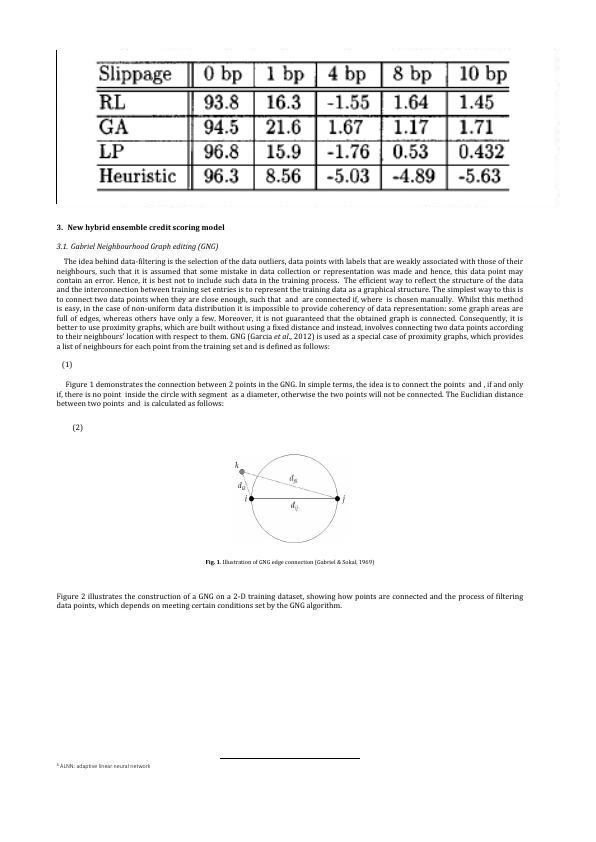 Slippage 0 bp 1 bp 4 bp 8 bp 10 bp
RL 93.8 16.3 -1.55 1.64 1.45
GA 94.5 21.6 1.67 1.17 1.71
LP 96.8 15.9 -1.76 0.53 0.432
Heuristic 96.3 8.56 -5.03 -4.89 -5.63
3. New hybrid ensemble credit scoring model
3.1. Gabriel Neighbourhood Graph editing (GNG)
The idea behind data-filtering is the selection of the data outliers, data points with labels that are weakly associated with those of their
neighbours, such that it is assumed that some mistake in data collection or representation was made and hence, this data point may
contain an error. Hence, it is best not to include such data in the training process. The efficient way to reflect the structure of the data
and the interconnection between training set entries is to represent the training data as a graphical structure. The simplest way to this is
to connect two data points when they are close enough, such that and are connected if, where is chosen manually. Whilst this method
is easy, in the case of non-uniform data distribution it is impossible to provide coherency of data representation: some graph areas are
full of edges, whereas others have only a few. Moreover, it is not guaranteed that the obtained graph is connected. Consequently, it is
better to use proximity graphs, which are built without using a fixed distance and instead, involves connecting two data points according
to their neighbours' location with respect to them. GNG (Garcia et al., 2012) is used as a special case of proximity graphs, which provides
a list of neighbours for each point from the training set and is defined as follows:
(1)
Figure 1 demonstrates the connection between 2 points in the GNG. In simple terms, the idea is to connect the points and , if and only
if, there is no point inside the circle with segment as a diameter, otherwise the two points will not be connected. The Euclidian distance
between two points and is calculated as follows:
(2)
k
d_jk
d_ik
i j
d_ij
Fig. 1. Illustration of GNG edge connection (Gabriel & Sokal, 1969)
Figure 2 illustrates the construction of a GNG on a 2-D training dataset, showing how points are connected and the process of filtering
data points, which depends on meeting certain conditions set by the GNG algorithm.
ALNN: adaptive linear neural network